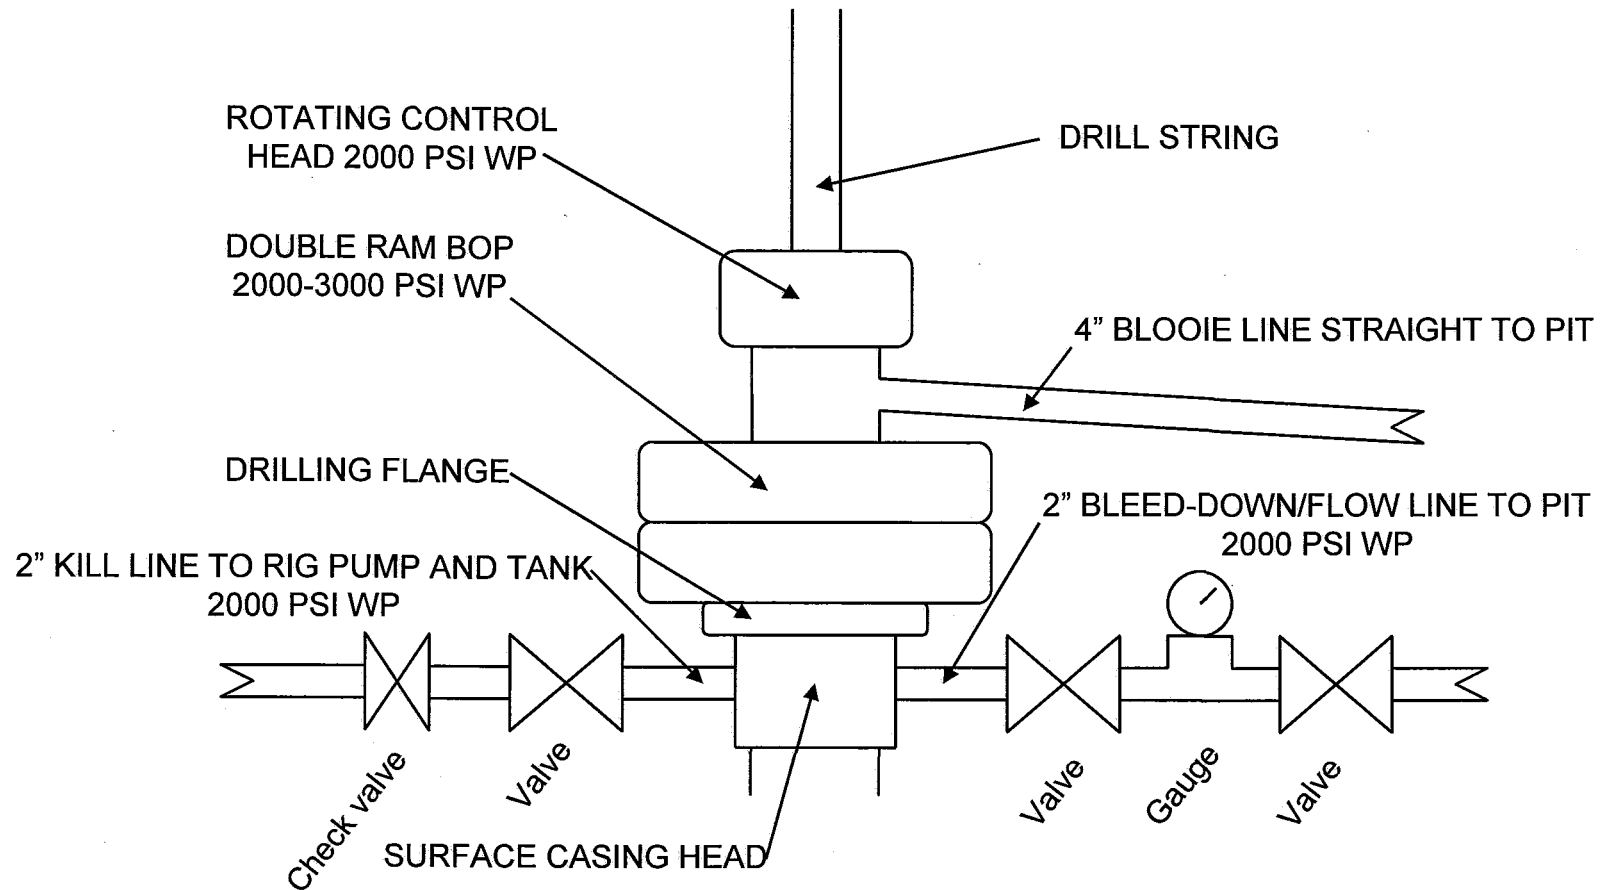 ROTATING CONTROL
HEAD 2000 PSI WP
DRILL STRING
DOUBLE RAM BOP
2000-3000 PSI WP
4” BLOOIE LINE STRAIGHT TO PIT
DRILLING FLANGE
2” BLEED-DOWN/FLOW LINE TO PIT
2000 PSI WP
2” KILL LINE TO RIG PUMP AND TANK
2000 PSI WP
Check valve
Valve
Valve
Gauge
Valve
SURFACE CASING HEAD